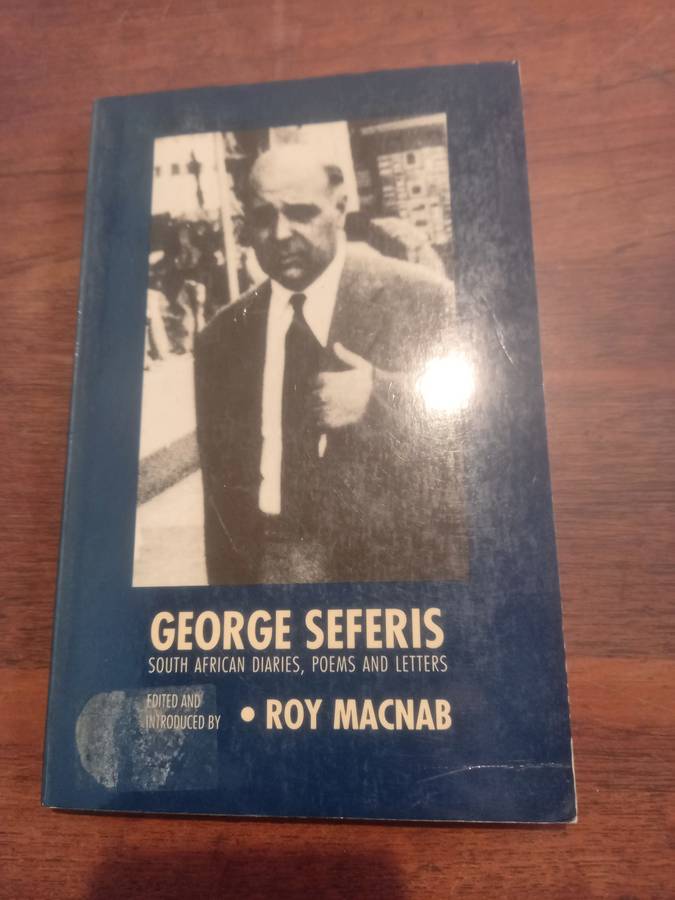 GEORGE SEFERIS
SOUTH AFRICAN DIARIES, POEMS AND LETTERS
EDITED AND
INTRODUCED BY • ROY MACNAB